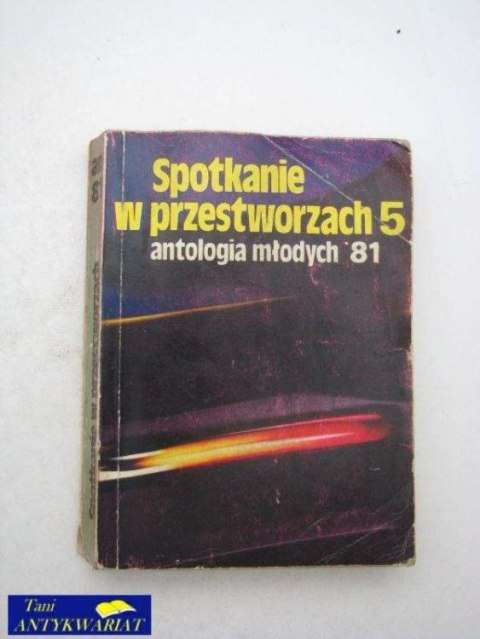 Spotkanie
w przestworzach 5
antologia młodych '81
Spotkanie w przestworzach
Tani
ANTYKWARIAT